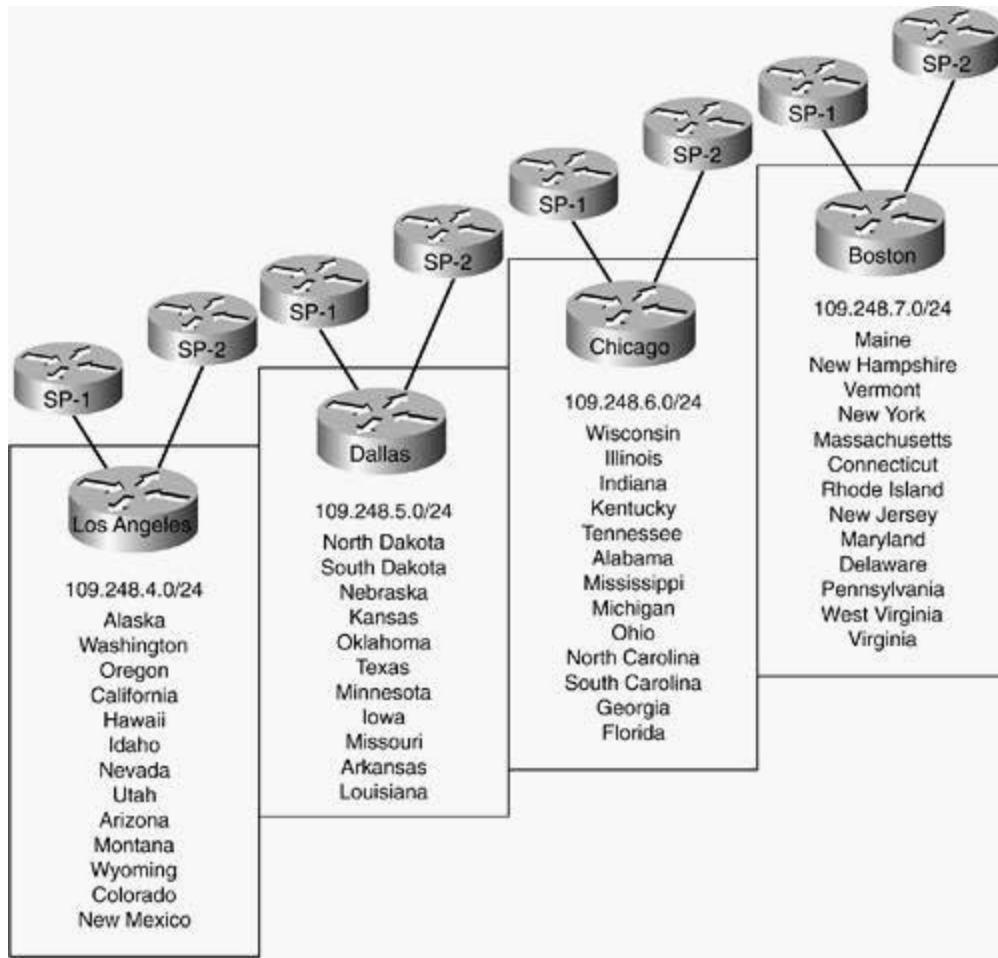 SP-1
SP-2
Los Angeles
109.248.4.0/24
Alaska
Washington
Oregon
California
Hawaii
Idaho
Nevada
Utah
Arizona
Montana
Wyoming
Colorado
New Mexico
SP-1
SP-2
Dallas
109.248.5.0/24
North Dakota
South Dakota
Nebraska
Kansas
Oklahoma
Texas
Minnesota
Iowa
Missouri
Arkansas
Louisiana
SP-1
SP-2
Chicago
109.248.6.0/24
Wisconsin
Illinois
Indiana
Kentucky
Tennessee
Alabama
Mississippi
Michigan
Ohio
North Carolina
South Carolina
Georgia
Florida
SP-1
SP-2
Boston
109.248.7.0/24
Maine
New Hampshire
Vermont
New York
Massachusetts
Connecticut
Rhode Island
New Jersey
Maryland
Delaware
Pennsylvania
West Virginia
Virginia